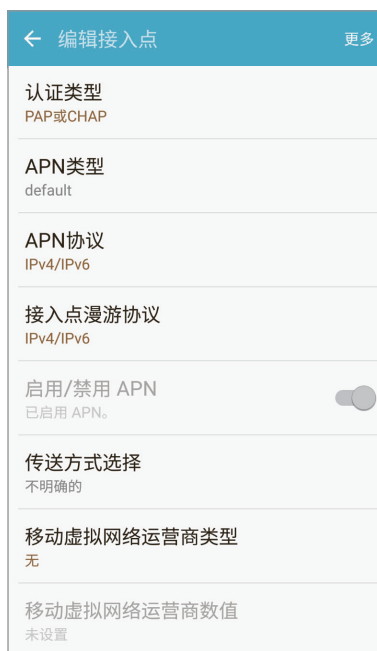 编辑接入点 更多
认证类型
PAP或CHAP
APN类型
default
APN协议
IPv4/IPv6
接入点漫游协议
IPv4/IPv6
启用/禁用 APN
已启用 APN。
传送方式选择
不明确的
移动虚拟网络运营商类型
无
移动虚拟网络运营商数值
未设置